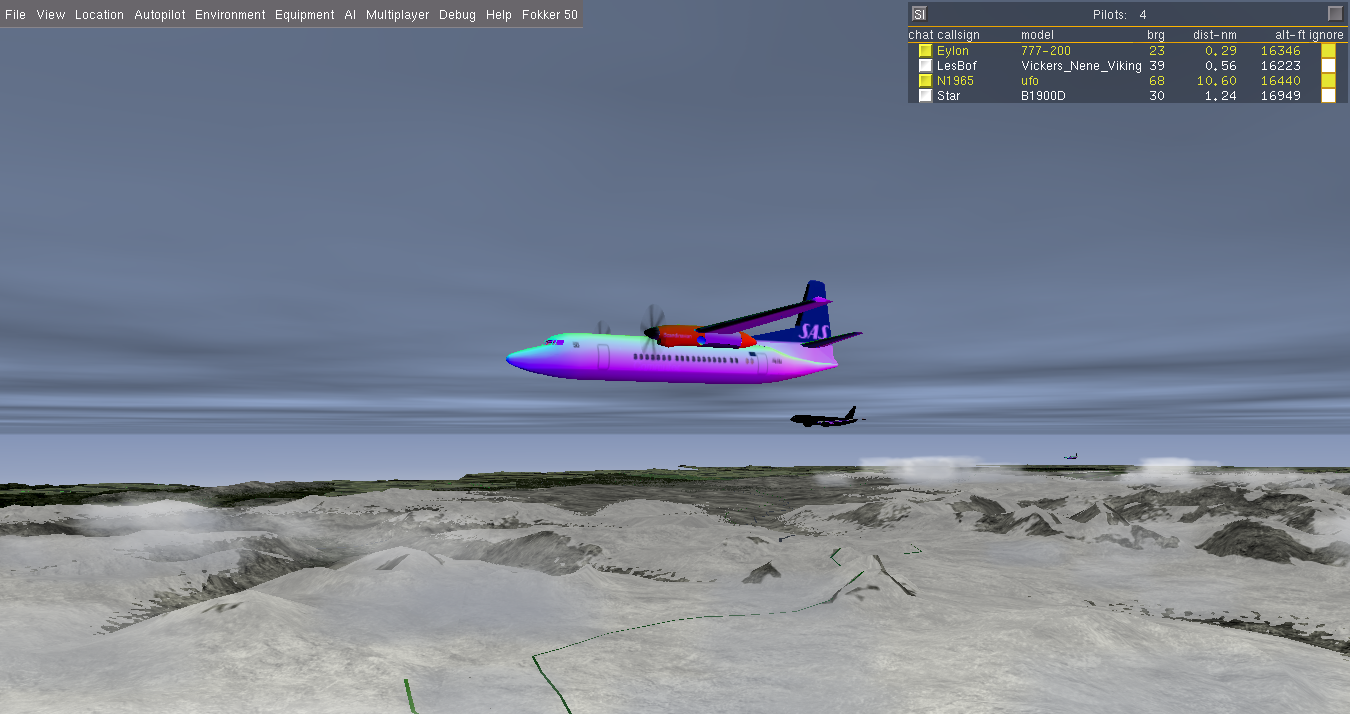 File View Location Autopilot Environment Equipment AI Multiplayer Debug Help Fokker 50
SI Pilots: 4
chat callsign model brg dist-nm alt-ft ignore
Eylon 777-200 23 0.29 16346
LesBof Vickers_Nene_Viking 39 0.56 16223
N1965 ufo 68 10.60 16440
Star B1900D 30 1.24 16949
SAS